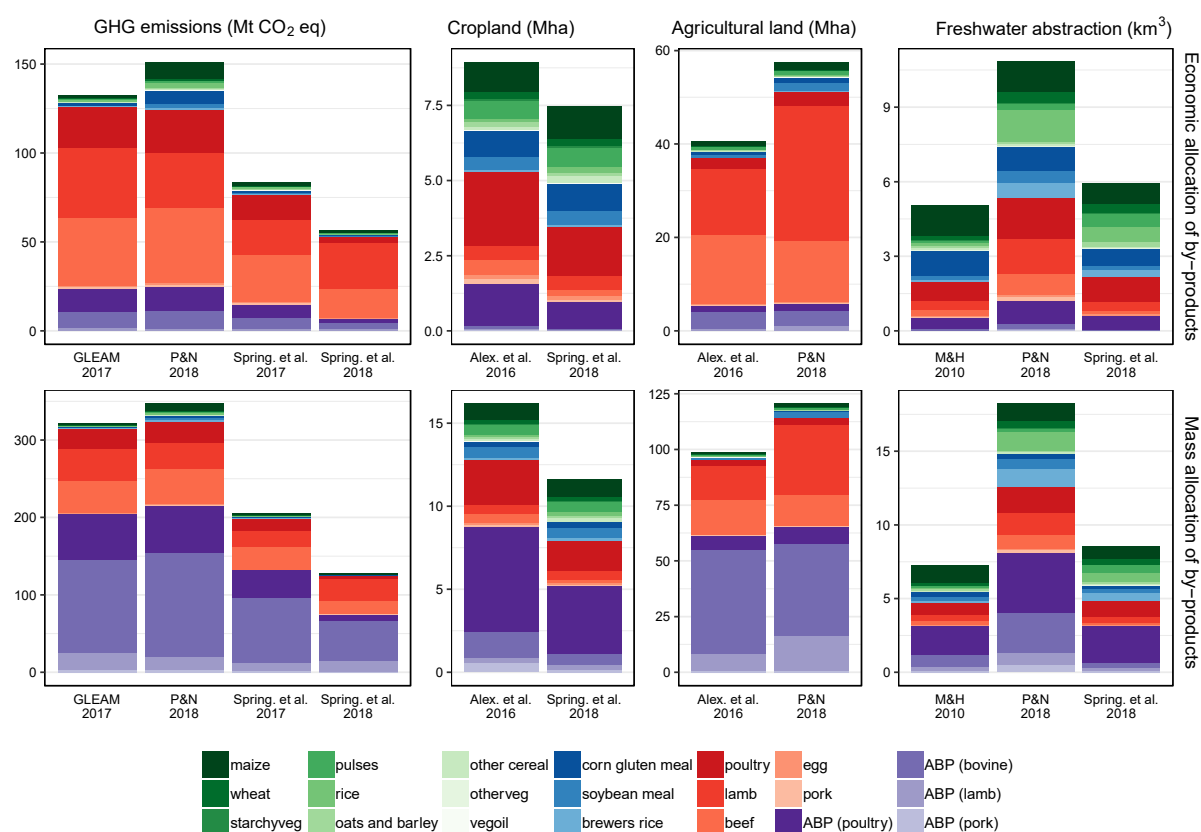 GHG emissions (Mt CO₂ eq)
Cropland (Mha)
Agricultural land (Mha)
Freshwater abstraction (km³)
150
100
50
0
7.5
5.0
2.5
0.0
60
40
20
0
9
6
3
0
Economic allocation of by−products
GLEAM
2017
P&N
2018
Spring. et al.
2017
Spring. et al.
2018
Alex. et al.
2016
Spring. et al.
2018
Alex. et al.
2016
P&N
2018
M&H
2010
P&N
2018
Spring. et al.
2018
300
200
100
0
15
10
5
0
125
100
75
50
25
0
15
10
5
0
Mass allocation of by−products
GLEAM
2017
P&N
2018
Spring. et al.
2017
Spring. et al.
2018
Alex. et al.
2016
Spring. et al.
2018
Alex. et al.
2016
P&N
2018
M&H
2010
P&N
2018
Spring. et al.
2018
maize pulses other cereal corn gluten meal poultry egg ABP (bovine)
wheat rice otherveg soybean meal lamb pork ABP (lamb)
starchyveg oats and barley vegoil brewers rice beef ABP (poultry) ABP (pork)